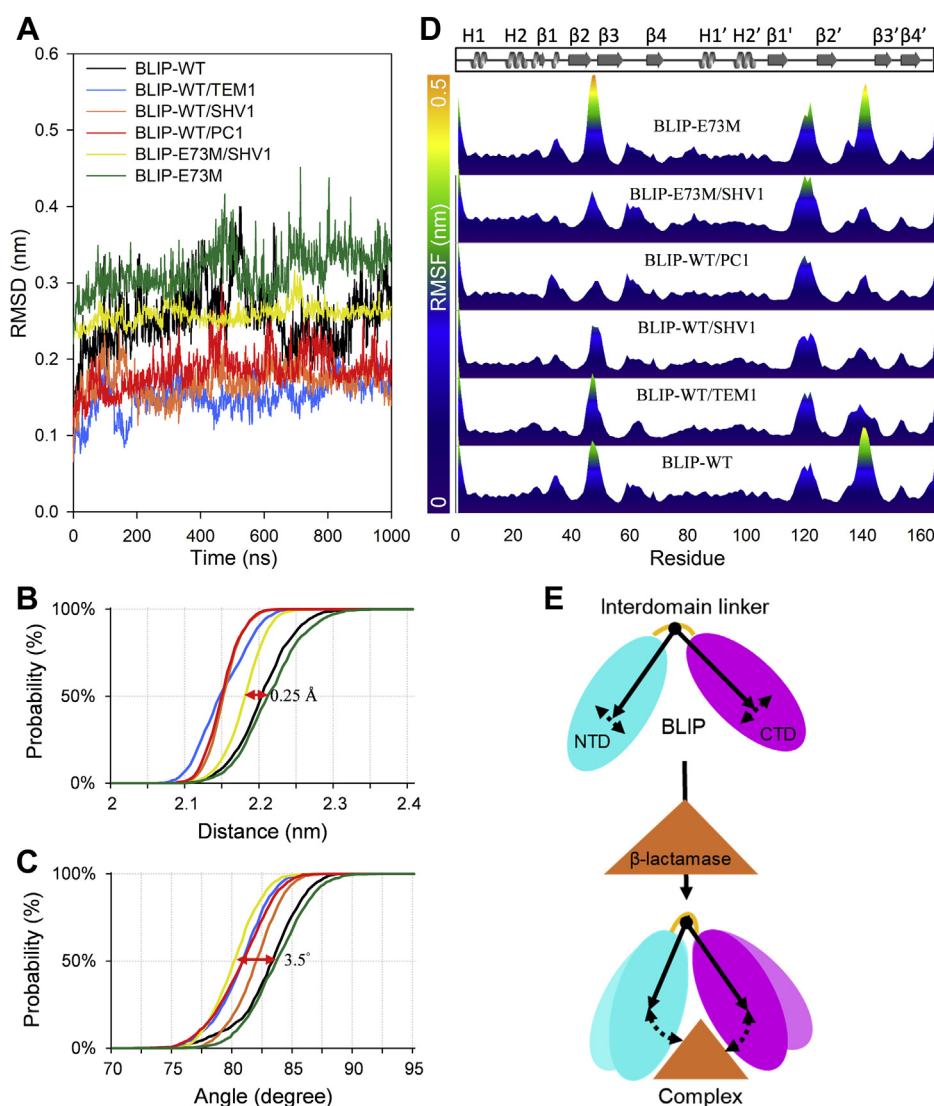 A
0.6
0.5
0.4
0.3
0.2
0.1
0.0
RMSD (nm)
BLIP-WT
BLIP-WT/TEM1
BLIP-WT/SHV1
BLIP-WT/PC1
BLIP-E73M/SHV1
BLIP-E73M
0 200 400 600 800 1000
Time (ns)
B
100%
50%
0%
Probability (%)
0.25 Å
2 2.1 2.2 2.3 2.4
Distance (nm)
C
100%
50%
0%
Probability (%)
3.5°
70 75 80 85 90 95
Angle (degree)
D
H1 H2 β1 β2 β3 β4 H1’ H2’ β1' β2’ β3’ β4’
0.5
RMSF (nm)
0
BLIP-E73M
BLIP-E73M/SHV1
BLIP-WT/PC1
BLIP-WT/SHV1
BLIP-WT/TEM1
BLIP-WT
0 20 40 60 80 100 120 140 160
Residue
E
Interdomain linker
NTD
BLIP
CTD
β-lactamase
Complex